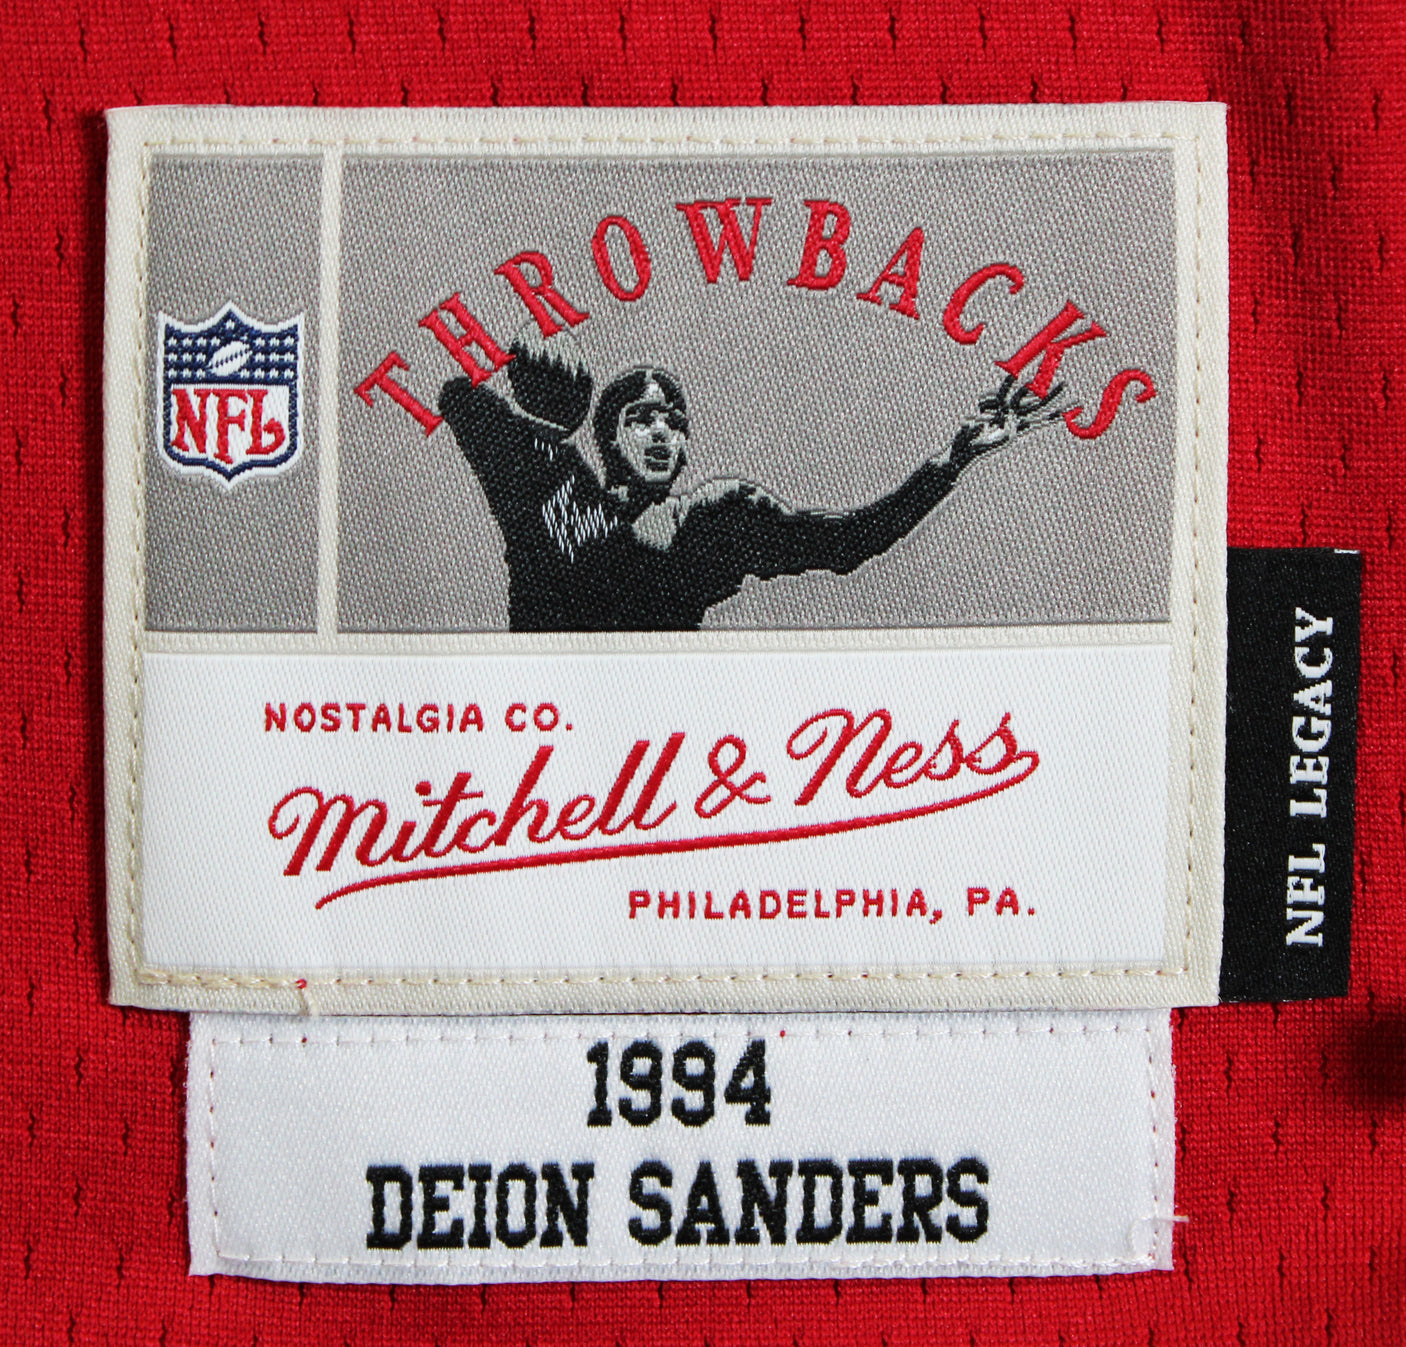 THROWBACKS
NFL
NOSTALGIA CO.
Mitchell & Ness
PHILADELPHIA, PA.
NFL LEGACY
1994
DEION SANDERS